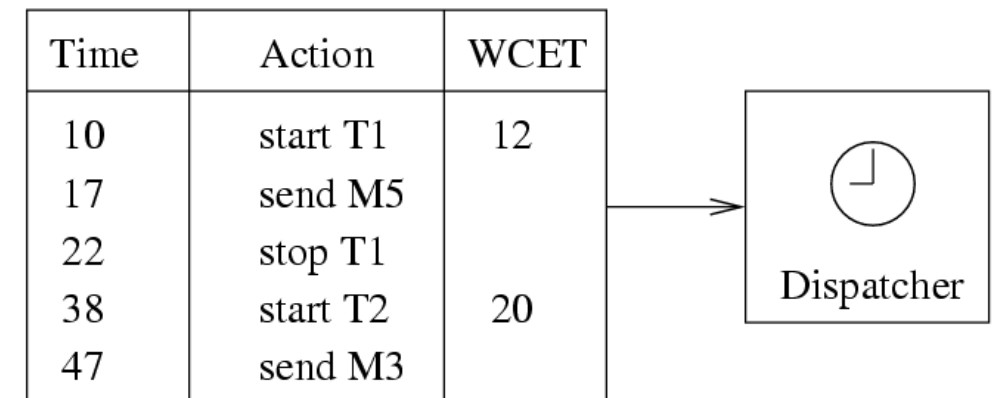 Time Action WCET
10 start T1 12
17 send M5
22 stop T1
38 start T2 20
47 send M3
Dispatcher